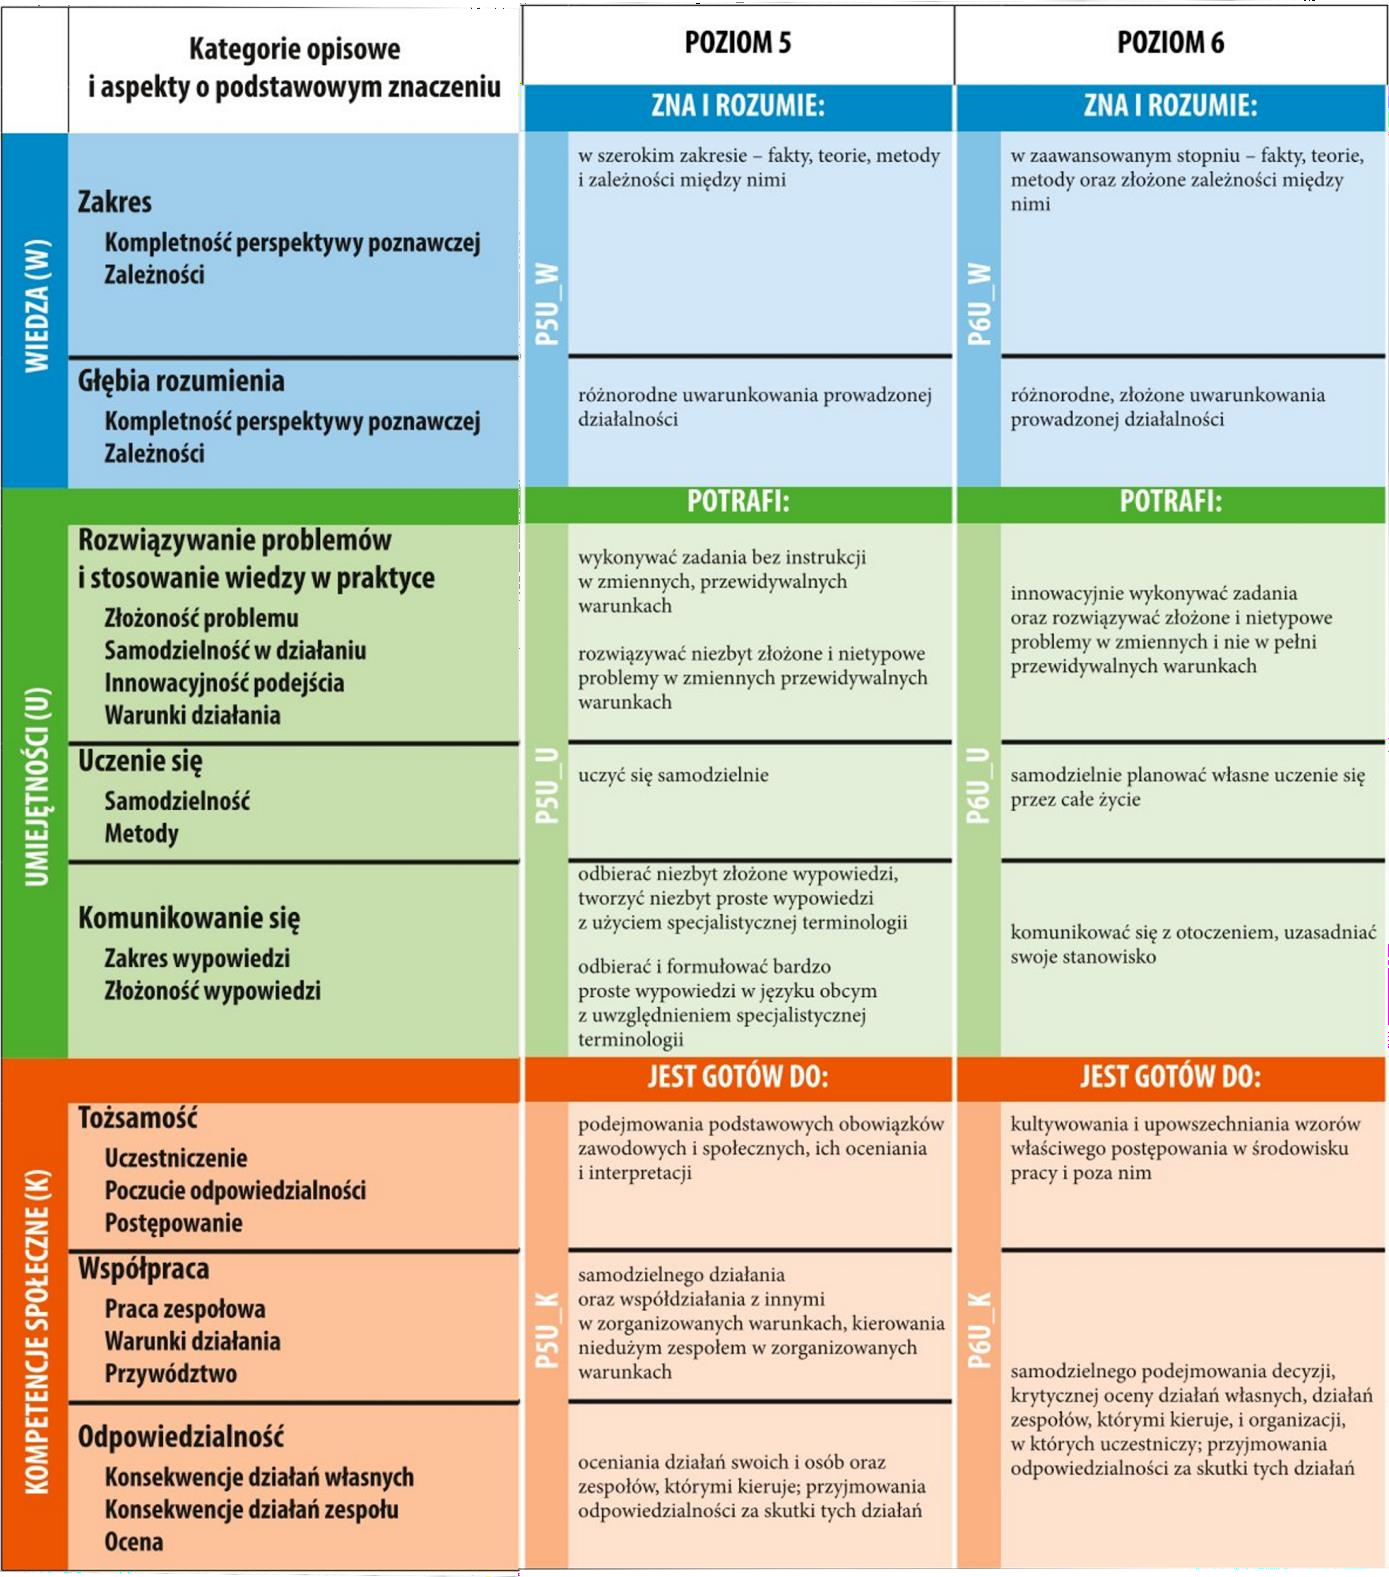 Kategorie opisowe
i aspekty o podstawowym znaczeniu
POZIOM 5
POZIOM 6
ZNA I ROZUMIE:
ZNA I ROZUMIE:
WIEDZA (W)
Zakres
Kompletność perspektywy poznawczej
Zależności
P5U_W
w szerokim zakresie – fakty, teorie, metody
i zależności między nimi
P6U_W
w zaawansowanym stopniu – fakty, teorie,
metody oraz złożone zależności między
nimi
Głębia rozumienia
Kompletność perspektywy poznawczej
Zależności
różnorodne uwarunkowania prowadzonej
działalności
różnorodne, złożone uwarunkowania
prowadzonej działalności
POTRAFI:
POTRAFI:
UMIEJĘTNOŚCI (U)
Rozwiązywanie problemów
i stosowanie wiedzy w praktyce
Złożoność problemu
Samodzielność w działaniu
Innowacyjność podejścia
Warunki działania
P5U_U
wykonywać zadania bez instrukcji
w zmiennych, przewidywalnych
warunkach
rozwiązywać niezbyt złożone i nietypowe
problemy w zmiennych przewidywalnych
warunkach
P6U_U
innowacyjnie wykonywać zadania
oraz rozwiązywać złożone i nietypowe
problemy w zmiennych i nie w pełni
przewidywalnych warunkach
Uczenie się
Samodzielność
Metody
uczyć się samodzielnie
samodzielnie planować własne uczenie się
przez całe życie
Komunikowanie się
Zakres wypowiedzi
Złożoność wypowiedzi
odbierać niezbyt złożone wypowiedzi,
tworzyć niezbyt proste wypowiedzi
z użyciem specjalistycznej terminologii
odbierać i formułować bardzo
proste wypowiedzi w języku obcym
z uwzględnieniem specjalistycznej
terminologii
komunikować się z otoczeniem, uzasadniać
swoje stanowisko
JEST GOTÓW DO:
JEST GOTÓW DO:
KOMPETENCJE SPOŁECZNE (K)
Tożsamość
Uczestniczenie
Poczucie odpowiedzialności
Postępowanie
P5U_K
podejmowania podstawowych obowiązków
zawodowych i społecznych, ich oceniania
i interpretacji
P6U_K
kultywowania i upowszechniania wzorów
właściwego postępowania w środowisku
pracy i poza nim
Współpraca
Praca zespołowa
Warunki działania
Przywództwo
samodzielnego działania
oraz współdziałania z innymi
w zorganizowanych warunkach, kierowania
niedużym zespołem w zorganizowanych
warunkach
samodzielnego podejmowania decyzji,
krytycznej oceny działań własnych, działań
zespołów, którymi kieruje, i organizacji,
w których uczestniczy; przyjmowania
odpowiedzialności za skutki tych działań
Odpowiedzialność
Konsekwencje działań własnych
Konsekwencje działań zespołu
Ocena
oceniania działań swoich i osób oraz
zespołów, którymi kieruje; przyjmowania
odpowiedzialności za skutki tych działań